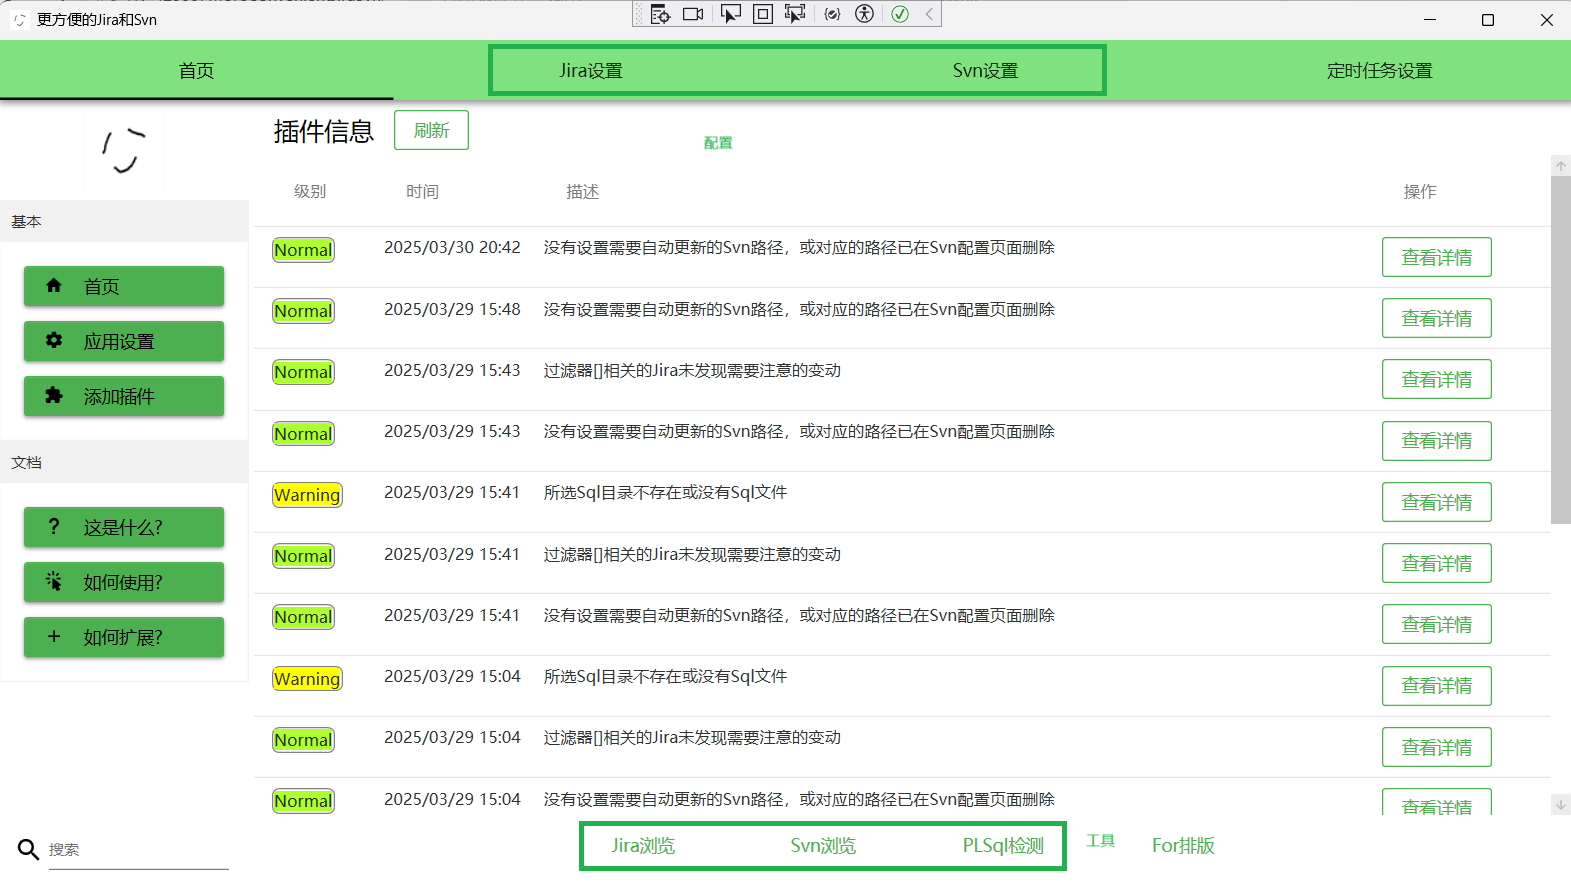 更方便的Jira和Svn
首页 Jira设置 Svn设置 定时任务设置
插件信息 刷新 配置
级别 时间 描述 操作
基本
Normal 2025/03/30 20:42 没有设置需要自动更新的Svn路径，或对应的路径已在Svn配置页面删除 查看详情
首页
Normal 2025/03/29 15:48 没有设置需要自动更新的Svn路径，或对应的路径已在Svn配置页面删除 查看详情
应用设置
Normal 2025/03/29 15:43 过滤器[]相关的Jira未发现需要注意的变动 查看详情
添加插件
Normal 2025/03/29 15:43 没有设置需要自动更新的Svn路径，或对应的路径已在Svn配置页面删除 查看详情
文档
Warning 2025/03/29 15:41 所选Sql目录不存在或没有Sql文件 查看详情
? 这是什么?
Normal 2025/03/29 15:41 过滤器[]相关的Jira未发现需要注意的变动 查看详情
如何使用?
Normal 2025/03/29 15:41 没有设置需要自动更新的Svn路径，或对应的路径已在Svn配置页面删除 查看详情
+ 如何扩展?
Warning 2025/03/29 15:04 所选Sql目录不存在或没有Sql文件 查看详情
Normal 2025/03/29 15:04 过滤器[]相关的Jira未发现需要注意的变动 查看详情
Normal 2025/03/29 15:04 没有设置需要自动更新的Svn路径，或对应的路径已在Svn配置页面删除 查看详情
搜索 Jira浏览 Svn浏览 PLSql检测 工具 For排版